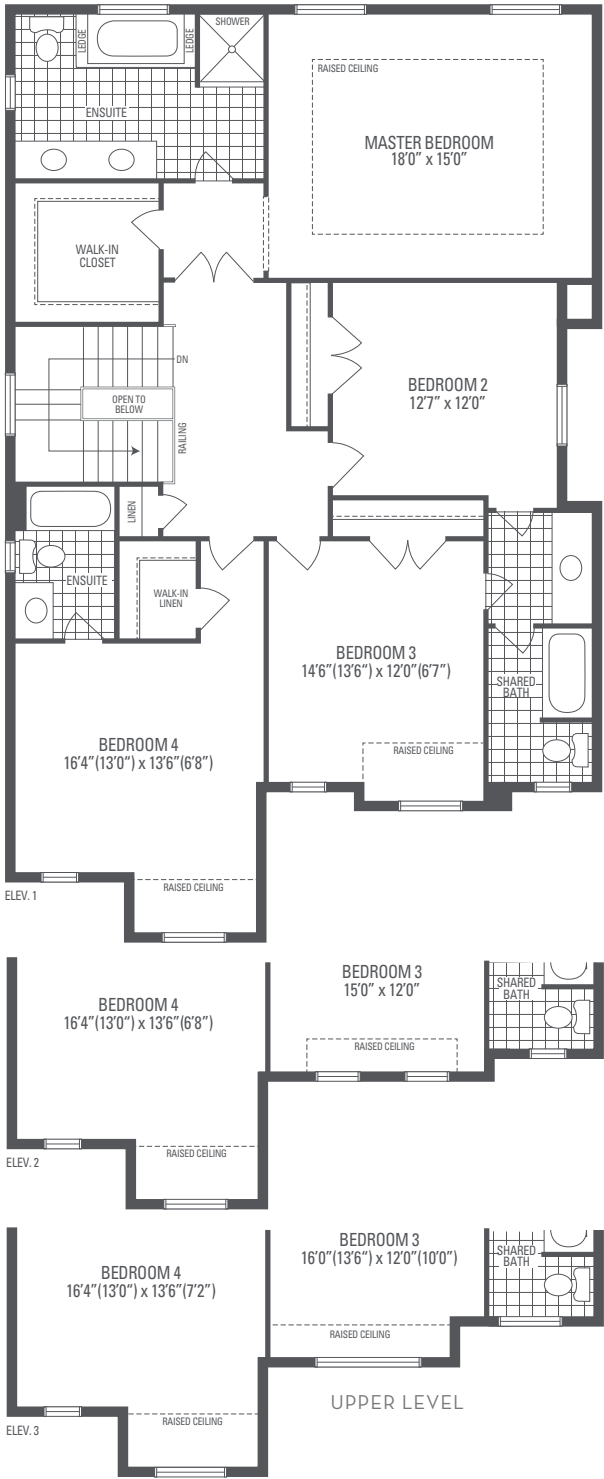 SHOWER
LEDGE
LEDGE
RAISED CEILING
ENSUITE
MASTER BEDROOM
18'0" x 15'0"
WALK-IN
CLOSET
DN
OPEN TO
BELOW
RAILING
BEDROOM 2
12'7" x 12'0"
LINEN
ENSUITE
WALK-IN
LINEN
BEDROOM 3
14'6"(13'6") x 12'0"(6'7")
SHARED
BATH
BEDROOM 4
16'4"(13'0") x 13'6"(6'8")
RAISED CEILING
RAISED CEILING
ELEV. 1
BEDROOM 3
15'0" x 12'0"
SHARED
BATH
BEDROOM 4
16'4"(13'0") x 13'6"(6'8")
RAISED CEILING
RAISED CEILING
ELEV. 2
BEDROOM 3
16'0"(13'6") x 12'0"(10'0")
SHARED
BATH
BEDROOM 4
16'4"(13'0") x 13'6"(7'2")
RAISED CEILING
UPPER LEVEL
RAISED CEILING
ELEV. 3